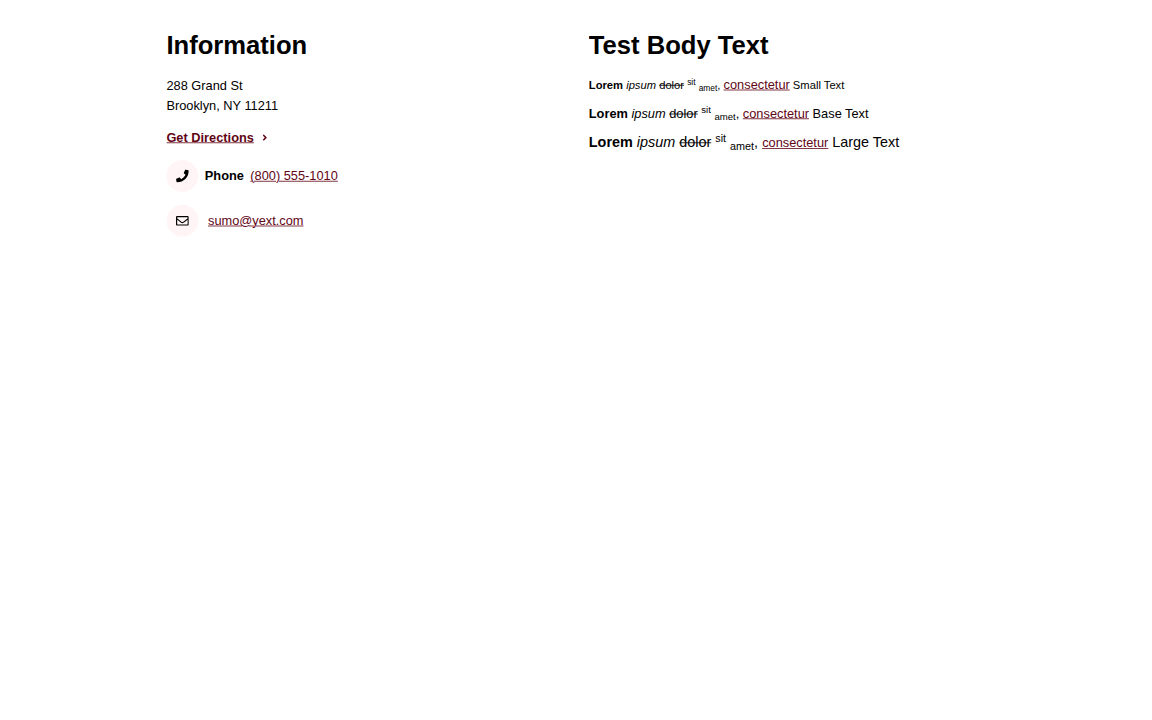 Information
288 Grand St
Brooklyn, NY 11211
Get Directions
Phone (800) 555-1010
sumo@yext.com
Test Body Text
Lorem ipsum dolor sit amet, consectetur Small Text
Lorem ipsum dolor sit amet, consectetur Base Text
Lorem ipsum dolor sit amet, consectetur Large Text